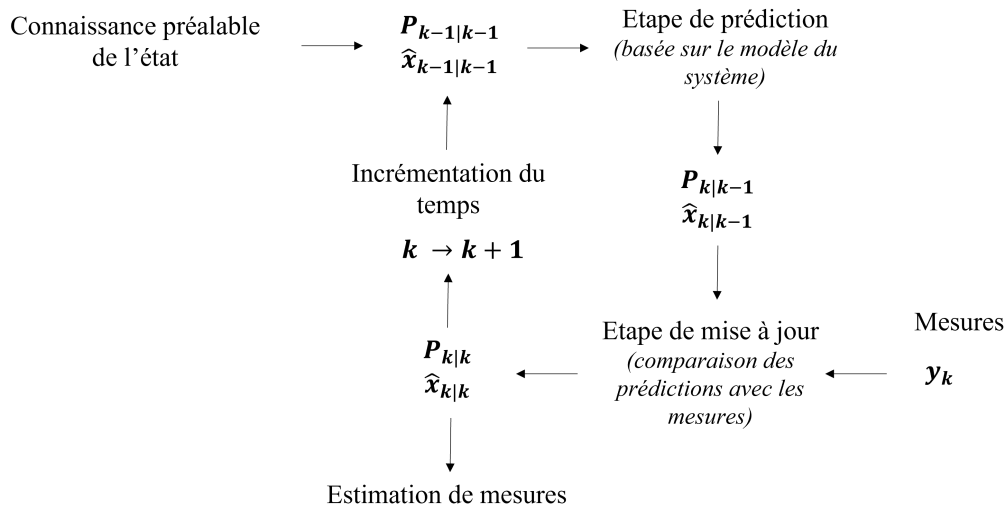 Connaissance préalable
de l’état
P_{k−1|k−1}
x̂_{k−1|k−1}
Etape de prédiction
(basée sur le modèle du
système)
P_{k|k−1}
x̂_{k|k−1}
Incrémentation du
temps
k → k + 1
Etape de mise à jour
(comparaison des
prédictions avec les
mesures)
Mesures
y_k
P_{k|k}
x̂_{k|k}
Estimation de mesures